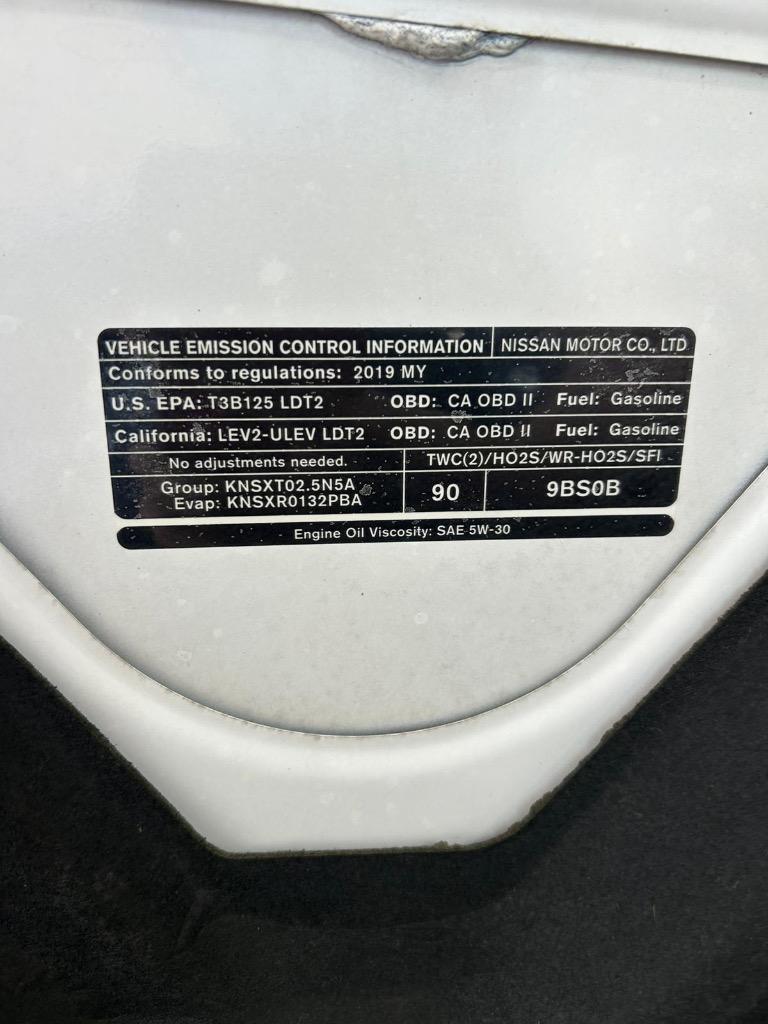 VEHICLE EMISSION CONTROL INFORMATION NISSAN MOTOR CO., LTD
Conforms to regulations: 2019 MY
U.S. EPA: T3B125 LDT2 OBD: CA OBD II Fuel: Gasoline
California: LEV2-ULEV LDT2 OBD: CA OBD II Fuel: Gasoline
No adjustments needed. TWC(2)/HO2S/WR-HO2S/SFI
Group: KNSXT02.5N5A
Evap: KNSXR0132PBA
90 9BS0B
Engine Oil Viscosity: SAE 5W-30